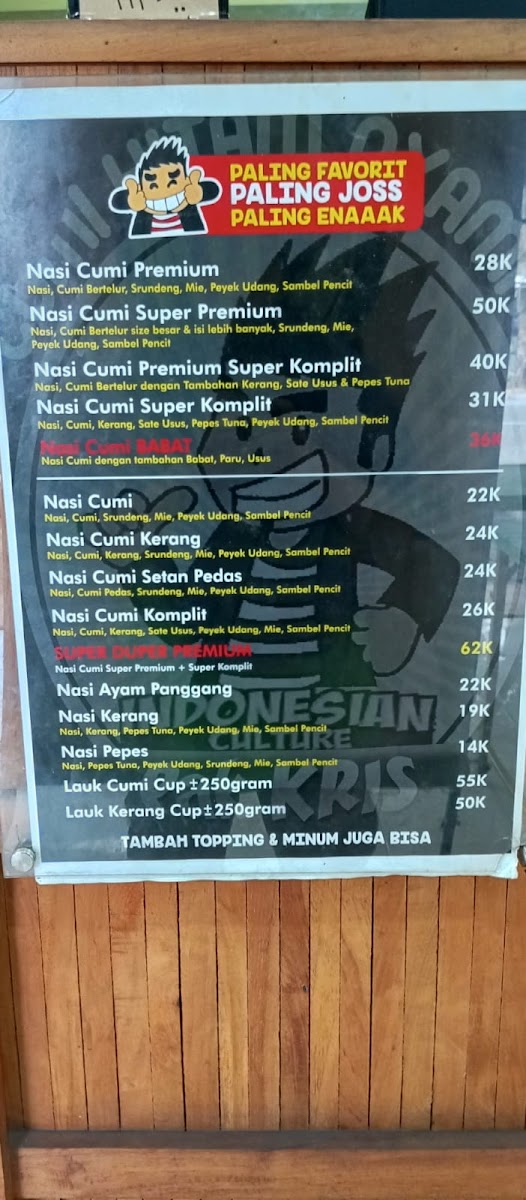 PALING FAVORIT
PALING JOSS
PALING ENAAAK
Nasi Cumi Premium 28K
Nasi, Cumi Bertelur, Srundeng, Mie, Peyek Udang, Sambel Pencit
Nasi Cumi Super Premium 50K
Nasi, Cumi Bertelur size besar & isi lebih banyak, Srundeng, Mie,
Peyek Udang, Sambel Pencit
Nasi Cumi Premium Super Komplit 40K
Nasi, Cumi Bertelur dengan Tambahan Kerang, Sate Usus & Pepes Tuna
Nasi Cumi Super Komplit 31K
Nasi, Cumi, Kerang, Sate Usus, Pepes Tuna, Peyek Udang, Sambel Pencit
Nasi Cumi BABAT 36K
Nasi Cumi dengan tambahan Babat, Paru, Usus
Nasi Cumi 22K
Nasi, Cumi, Srundeng, Mie, Peyek Udang, Sambel Pencit
Nasi Cumi Kerang 24K
Nasi, Cumi, Kerang, Srundeng, Mie, Peyek Udang, Sambel Pencit
Nasi Cumi Setan Pedas 24K
Nasi, Cumi Pedas, Srundeng, Mie, Peyek Udang, Sambel Pencit
Nasi Cumi Komplit 26K
Nasi, Cumi, Kerang, Sate Usus, Peyek Udang, Mie, Sambel Pencit
SUPER DUPER PREMIUM 62K
Nasi Cumi Super Premium + Super Komplit
Nasi Ayam Panggang 22K
Nasi Kerang 19K
Nasi, Kerang, Pepes Tuna, Peyek Udang, Mie, Sambel Pencit
Nasi Pepes 14K
Nasi, Pepes Tuna, Peyek Udang, Srundeng, Mie, Sambel Pencit
Lauk Cumi Cup ±250gram 55K
Lauk Kerang Cup ±250gram 50K
TAMBAH TOPPING & MINUM JUGA BISA
INDONESIAN
CULTURE
KRIS